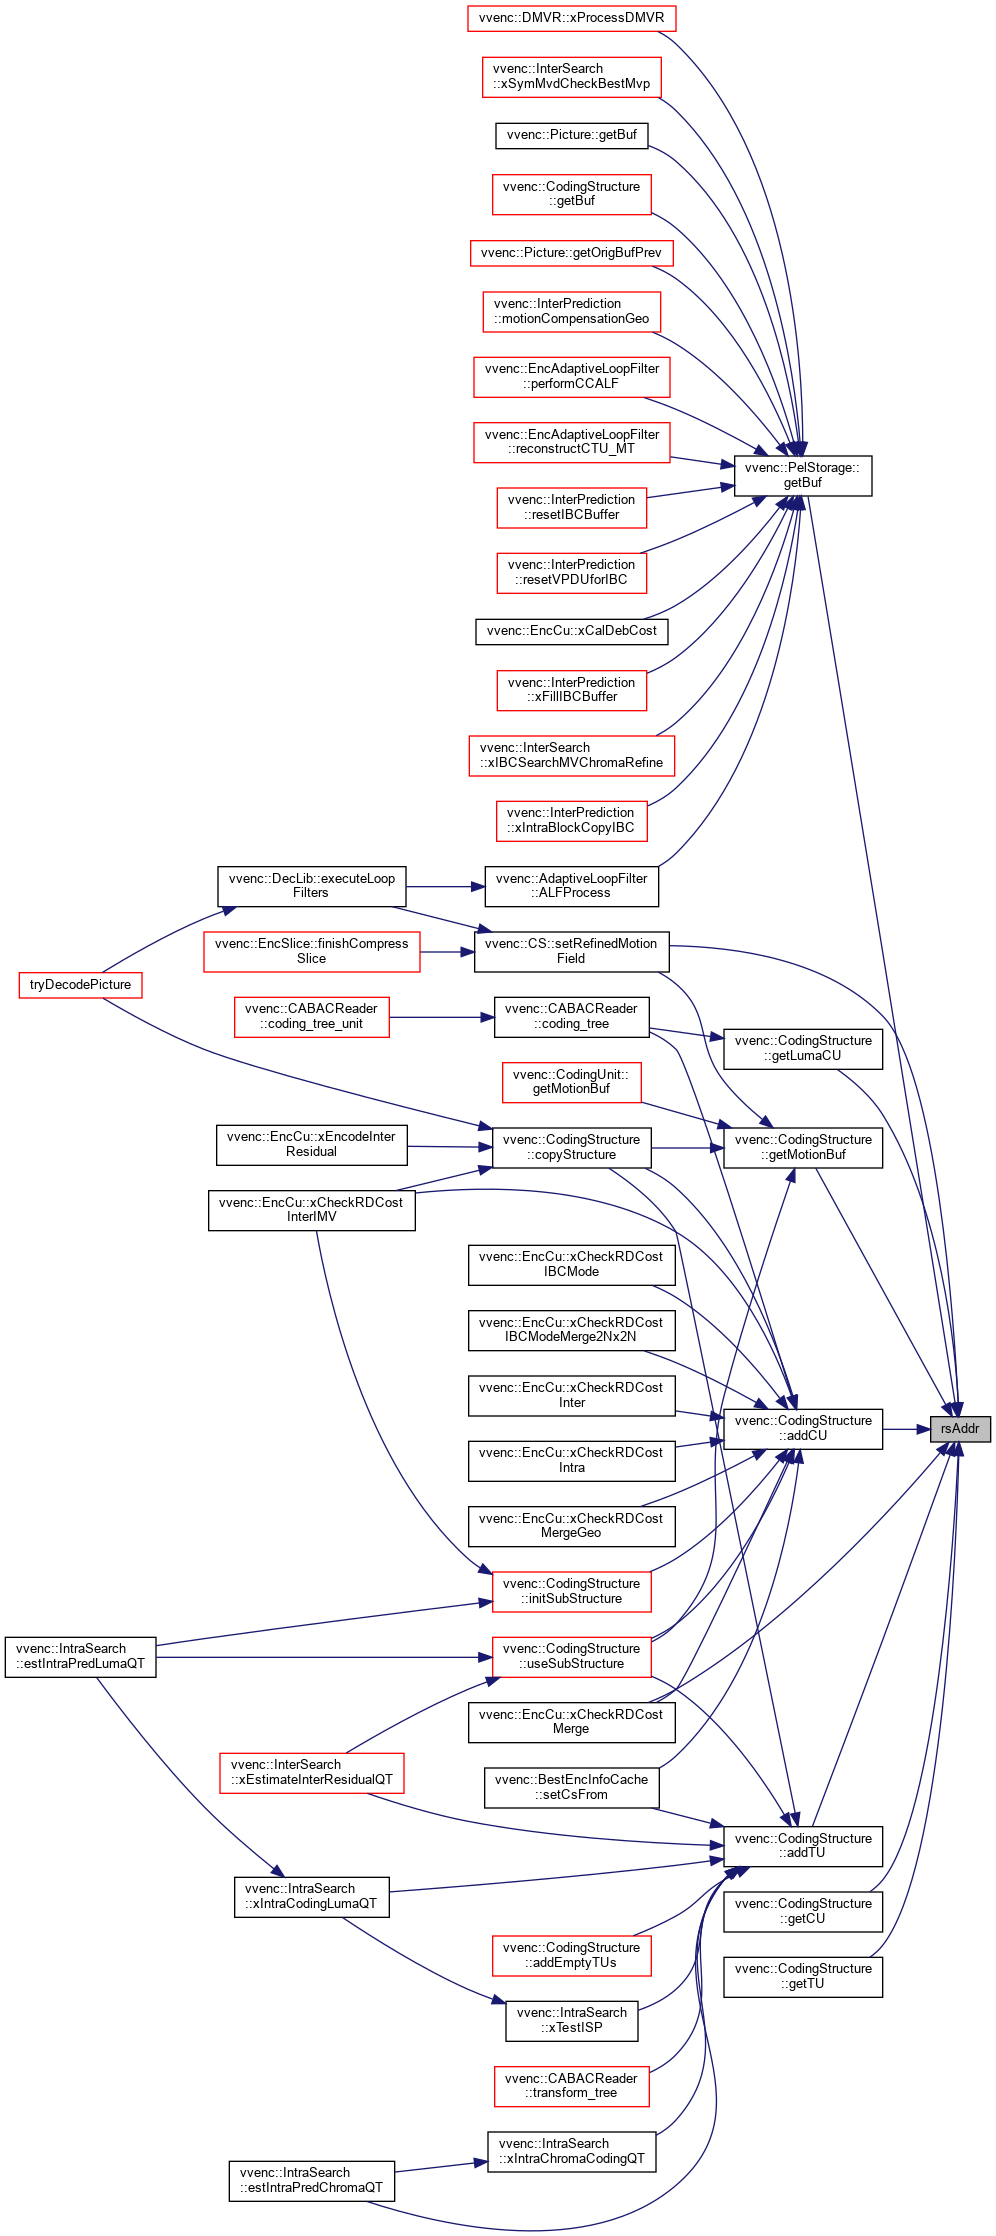 vvenc::DMVR::xProcessDMVR
vvenc::InterSearch
::xSymMvdCheckBestMvp
vvenc::Picture::getBuf
vvenc::CodingStructure
::getBuf
vvenc::Picture::getOrigBufPrev
vvenc::InterPrediction
::motionCompensationGeo
vvenc::EncAdaptiveLoopFilter
::performCCALF
vvenc::EncAdaptiveLoopFilter
::reconstructCTU_MT
vvenc::PelStorage::
getBuf
vvenc::InterPrediction
::resetIBCBuffer
vvenc::InterPrediction
::resetVPDUforIBC
vvenc::EncCu::xCalDebCost
vvenc::InterPrediction
::xFillIBCBuffer
vvenc::InterSearch
::xIBCSearchMVChromaRefine
vvenc::InterPrediction
::xIntraBlockCopyIBC
vvenc::DecLib::executeLoop
Filters
vvenc::AdaptiveLoopFilter
::ALFProcess
vvenc::EncSlice::finishCompress
Slice
vvenc::CS::setRefinedMotion
Field
tryDecodePicture
vvenc::CABACReader
::coding_tree_unit
vvenc::CABACReader
::coding_tree
vvenc::CodingStructure
::getLumaCU
vvenc::CodingUnit::
getMotionBuf
vvenc::EncCu::xEncodeInter
Residual
vvenc::CodingStructure
::copyStructure
vvenc::CodingStructure
::getMotionBuf
vvenc::EncCu::xCheckRDCost
InterIMV
vvenc::EncCu::xCheckRDCost
IBCMode
vvenc::EncCu::xCheckRDCost
IBCModeMerge2Nx2N
vvenc::EncCu::xCheckRDCost
Inter
vvenc::CodingStructure
::addCU
rsAddr
vvenc::EncCu::xCheckRDCost
Intra
vvenc::EncCu::xCheckRDCost
MergeGeo
vvenc::CodingStructure
::initSubStructure
vvenc::IntraSearch
::estIntraPredLumaQT
vvenc::CodingStructure
::useSubStructure
vvenc::EncCu::xCheckRDCost
Merge
vvenc::InterSearch
::xEstimateInterResidualQT
vvenc::BestEncInfoCache
::setCsFrom
vvenc::CodingStructure
::addTU
vvenc::IntraSearch
::xIntraCodingLumaQT
vvenc::CodingStructure
::getCU
vvenc::CodingStructure
::addEmptyTUs
vvenc::CodingStructure
::getTU
vvenc::IntraSearch
::xTestISP
vvenc::CABACReader
::transform_tree
vvenc::IntraSearch
::xIntraChromaCodingQT
vvenc::IntraSearch
::estIntraPredChromaQT